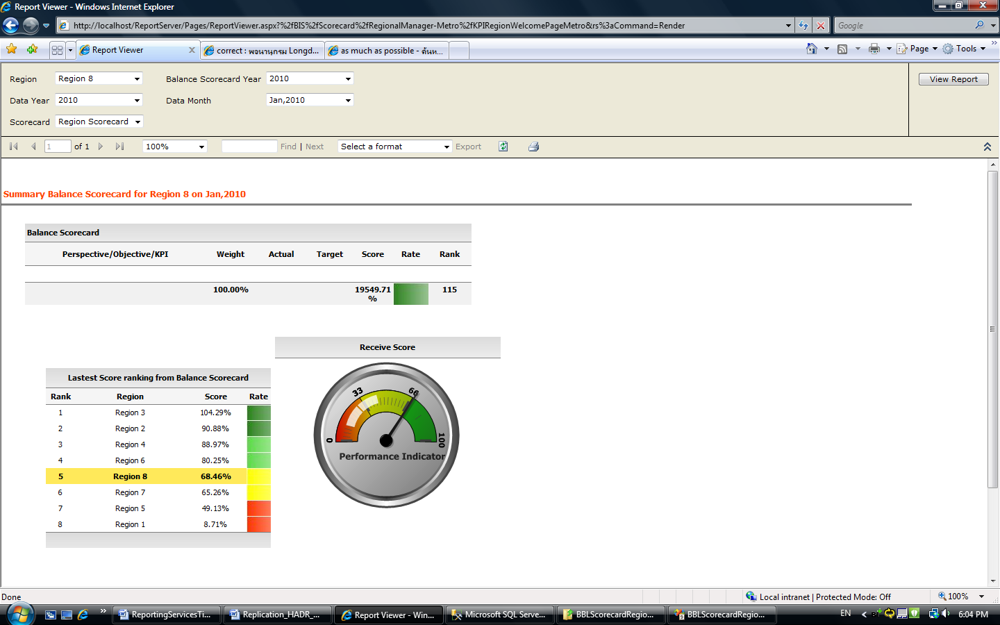 Report Viewer - Windows Internet Explorer
http://localhost/ReportServer/Pages/ReportViewer.aspx?%2fBIS%2fScorecard%2fRegionalManager-Metro%2fKPIRegionWelcomePageMetro&rs%3aCommand=Render
Google
Report Viewer
correct : พจนานุกรม Longd...
as much as possible - ค้นห...
Page
Tools
Region Region 8 Balance Scorecard Year 2010
View Report
Data Year 2010 Data Month Jan,2010
Scorecard Region Scorecard
1 of 1 100% Find | Next Select a format Export
Summary Balance Scorecard for Region 8 on Jan,2010
Balance Scorecard
Perspective/Objective/KPI Weight Actual Target Score Rate Rank
100.00% 19549.71 115
%
Receive Score
0 33 66 100
Performance Indicator
Lastest Score ranking from Balance Scorecard
Rank Region Score Rate
1 Region 3 104.29%
2 Region 2 90.88%
3 Region 4 88.97%
4 Region 6 80.25%
5 Region 8 68.46%
6 Region 7 65.26%
7 Region 5 49.13%
8 Region 1 8.71%
Done
Local intranet | Protected Mode: Off
100%
ReportingServicesTi...
Replication_HADR_...
Report Viewer - Win...
Microsoft SQL Serve...
BBLScorecardRegio...
BBLScorecardRegio...
EN
6:04 PM